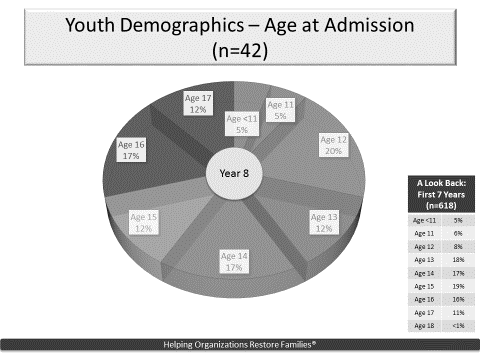 Youth Demographics – Age at Admission
(n=42)
Age 17
12%
Age <11
5%
Age 11
5%
Age 12
20%
Age 16
17%
Year 8
Age 15
12%
Age 13
12%
Age 14
17%
A Look Back:
First 7 Years
(n=618)
Age <11 5%
Age 11 6%
Age 12 8%
Age 13 18%
Age 14 17%
Age 15 19%
Age 16 16%
Age 17 11%
Age 18 <1%
Helping Organizations Restore Families®